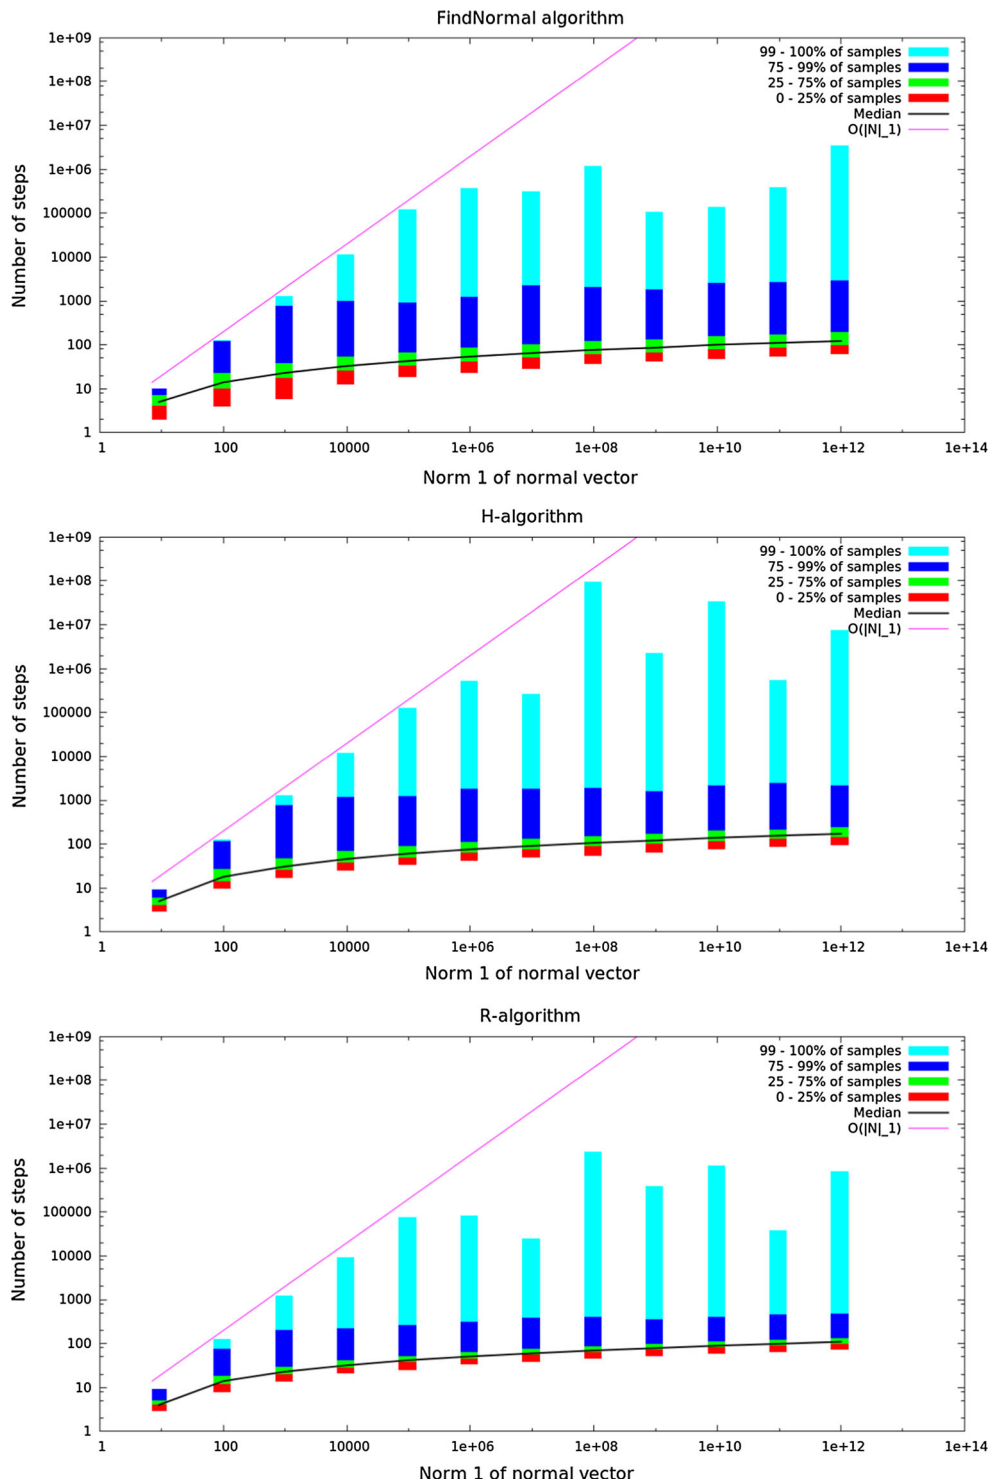 FindNormal algorithm
1e+09
1e+08
1e+07
1e+06
100000
10000
1000
100
10
1
Number of steps
99 - 100% of samples
75 - 99% of samples
25 - 75% of samples
0 - 25% of samples
Median
O(|N|_1)
1 100 10000 1e+06 1e+08 1e+10 1e+12 1e+14
Norm 1 of normal vector
H-algorithm
1e+09
1e+08
1e+07
1e+06
100000
10000
1000
100
10
1
Number of steps
99 - 100% of samples
75 - 99% of samples
25 - 75% of samples
0 - 25% of samples
Median
O(|N|_1)
1 100 10000 1e+06 1e+08 1e+10 1e+12 1e+14
Norm 1 of normal vector
R-algorithm
1e+09
1e+08
1e+07
1e+06
100000
10000
1000
100
10
1
Number of steps
99 - 100% of samples
75 - 99% of samples
25 - 75% of samples
0 - 25% of samples
Median
O(|N|_1)
1 100 10000 1e+06 1e+08 1e+10 1e+12 1e+14
Norm 1 of normal vector